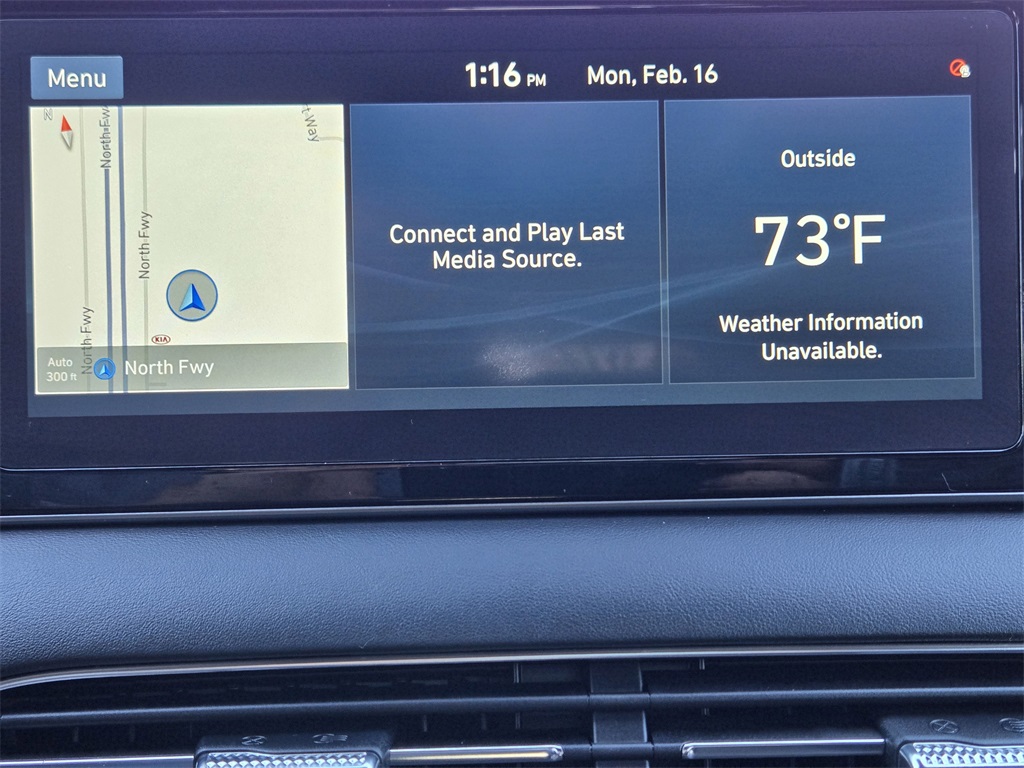 Menu
1:16 PM
Mon, Feb. 16
N
North Fwy
t Way
North Fwy
North Fwy
KIA
Auto
300 ft
North Fwy
Connect and Play Last
Media Source.
Outside
73°F
Weather Information
Unavailable.